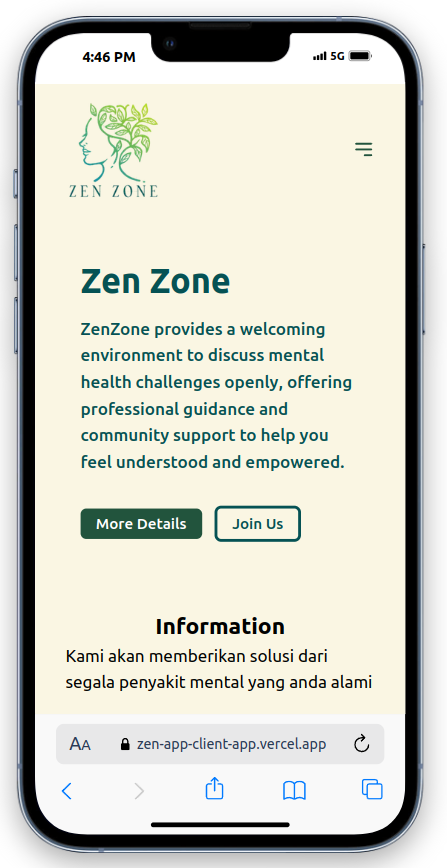 4:46 PM
5G
ZEN ZONE
Zen Zone
ZenZone provides a welcoming
environment to discuss mental
health challenges openly, offering
professional guidance and
community support to help you
feel understood and empowered.
More Details
Join Us
Information
Kami akan memberikan solusi dari
segala penyakit mental yang anda alami
AA
zen-app-client-app.vercel.app